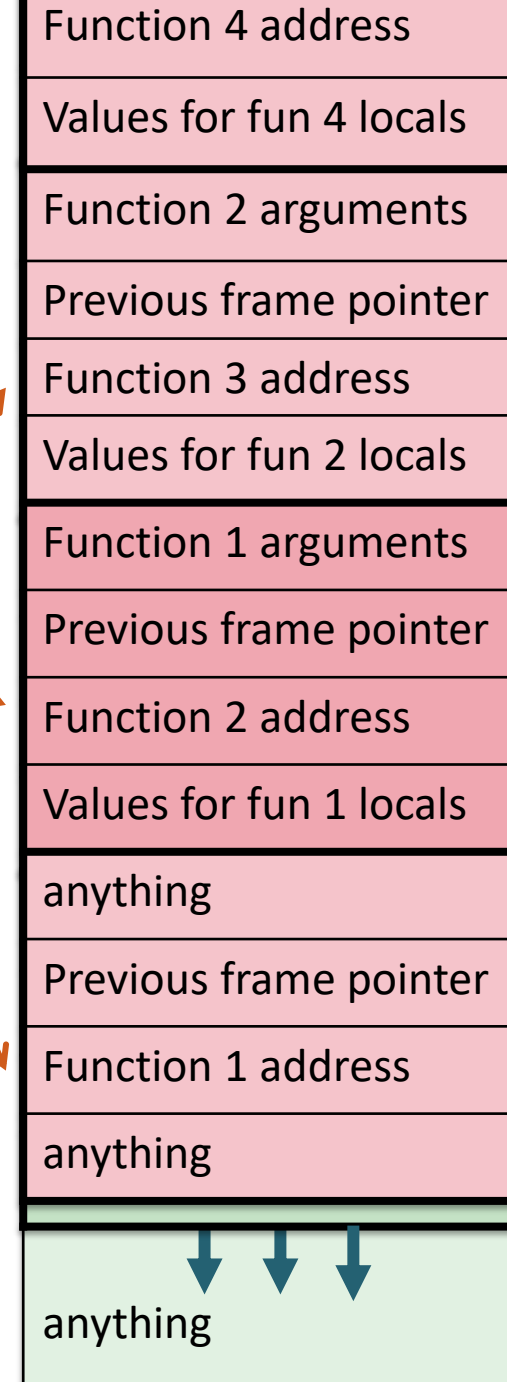 Function 4 address
Values for fun 4 locals
Function 2 arguments
Previous frame pointer
Function 3 address
Values for fun 2 locals
Function 1 arguments
Previous frame pointer
Function 2 address
Values for fun 1 locals
anything
Previous frame pointer
Function 1 address
anything
anything